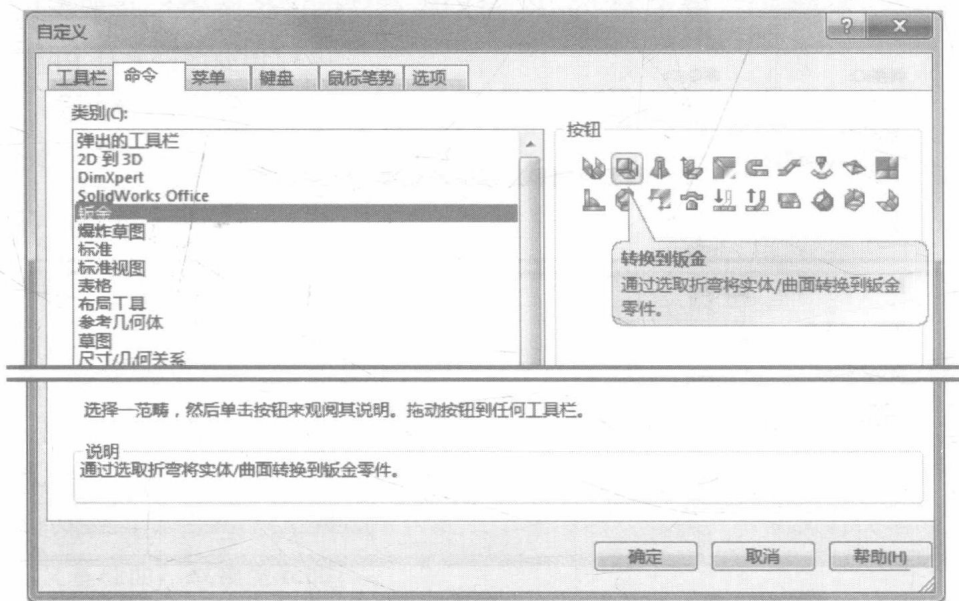 自定义
工具栏 命令 菜单 键盘 鼠标笔势 选项
类别(C):
弹出的工具栏
2D 到 3D
DimXpert
SolidWorks Office
钣金
爆炸草图
标准
标准视图
表格
布局工具
参考几何体
草图
尺寸/几何关系
按钮
转换到钣金
通过选取折弯将实体/曲面转换到钣金
零件。
选择一范畴，然后单击按钮来观阅其说明。拖动按钮到任何工具栏。
说明
通过选取折弯将实体/曲面转换到钣金零件。
确定 取消 帮助(H)